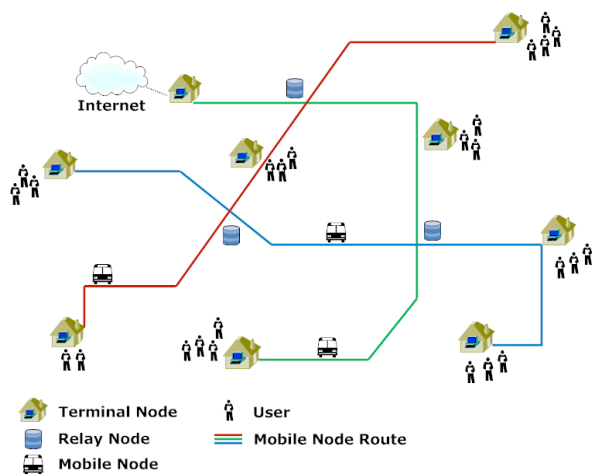 Internet
Terminal Node
User
Relay Node
Mobile Node Route
Mobile Node